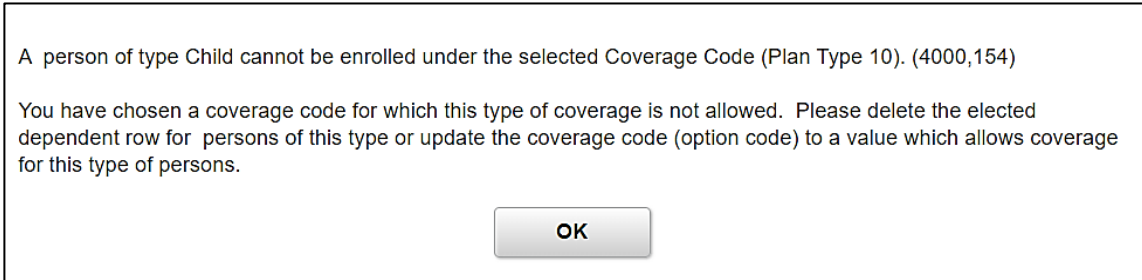 A  person of type Child cannot be enrolled under the selected Coverage Code (Plan Type 10). (4000,154)
You have chosen a coverage code for which this type of coverage is not allowed.  Please delete the elected
dependent row for  persons of this type or update the coverage code (option code) to a value which allows coverage
for this type of persons.
OK